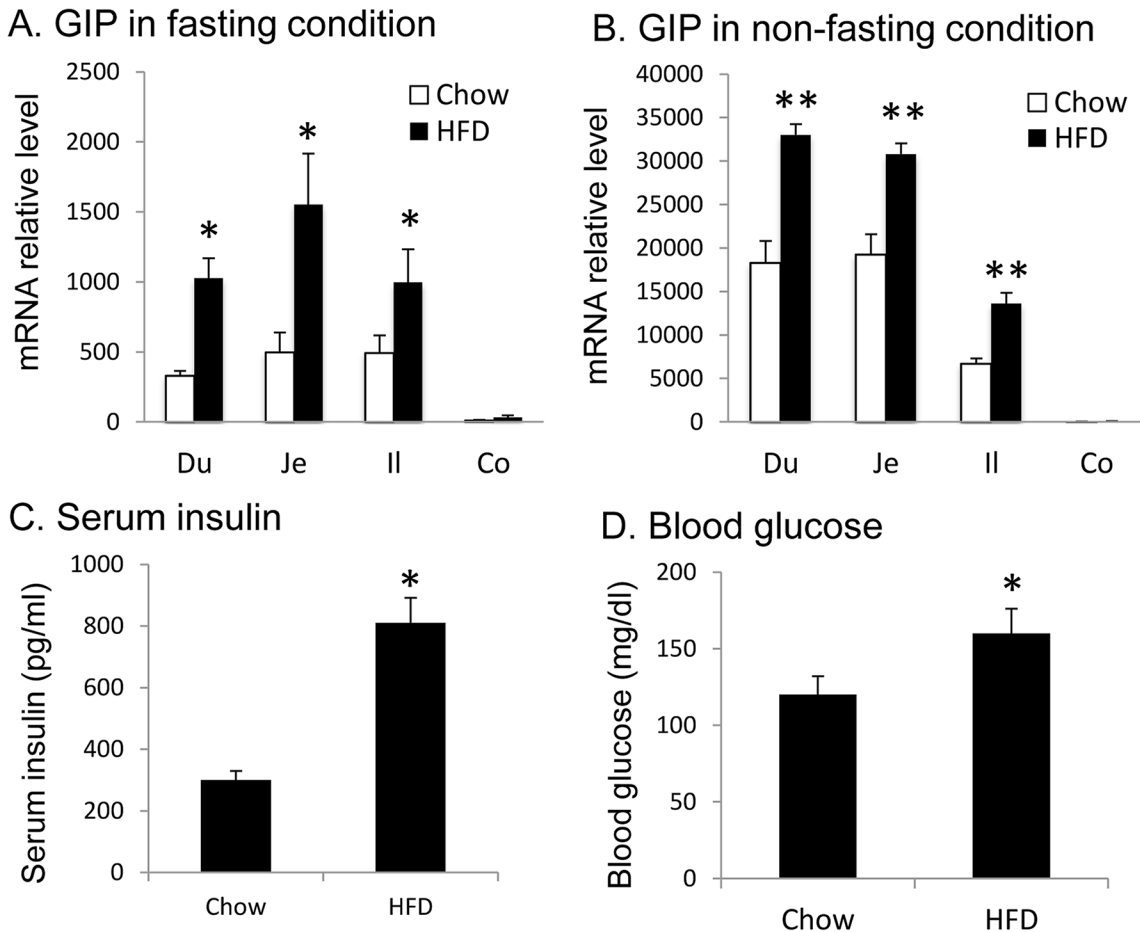 A. GIP in fasting condition
mRNA relative level
2500
2000
1500
1000
500
0
Chow
HFD
*
*
*
Du Je Il Co
B. GIP in non-fasting condition
mRNA relative level
40000
35000
30000
25000
20000
15000
10000
5000
0
Chow
HFD
**
**
**
Du Je Il Co
C. Serum insulin
Serum insulin (pg/ml)
1000
800
600
400
200
0
*
Chow HFD
D. Blood glucose
Blood glucose (mg/dl)
200
150
100
50
0
*
Chow HFD